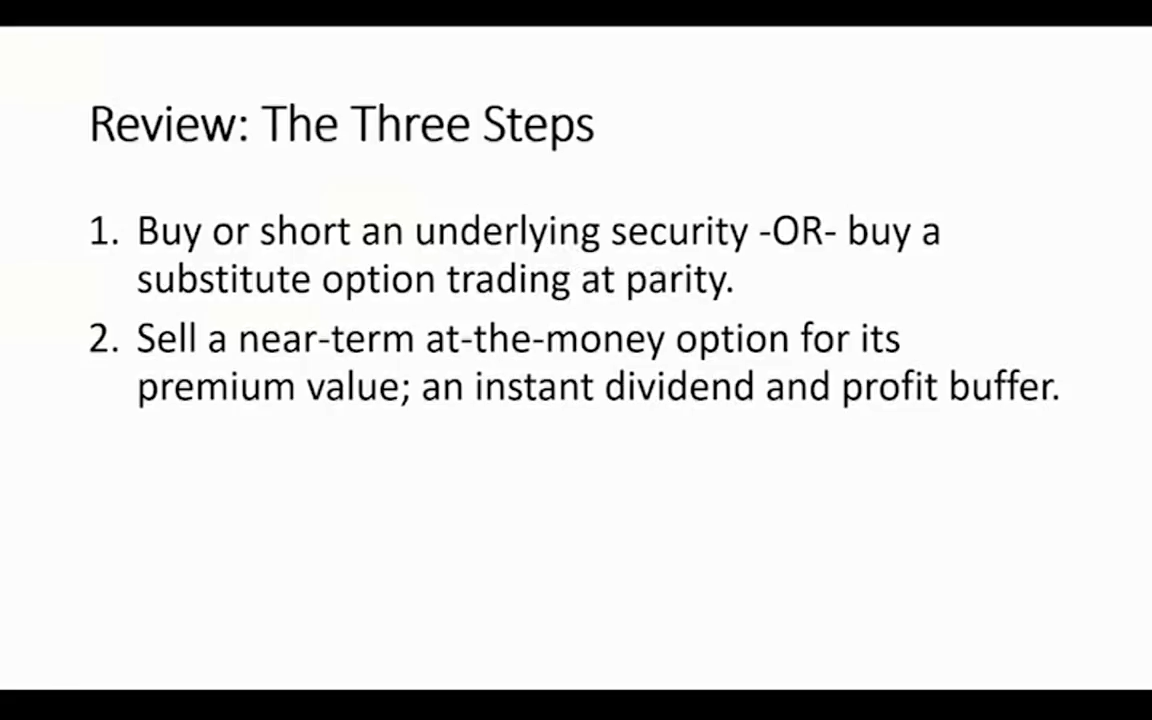 Review: The Three Steps
1. Buy or short an underlying security -OR- buy a
substitute option trading at parity.
2. Sell a near-term at-the-money option for its
premium value; an instant dividend and profit buffer.